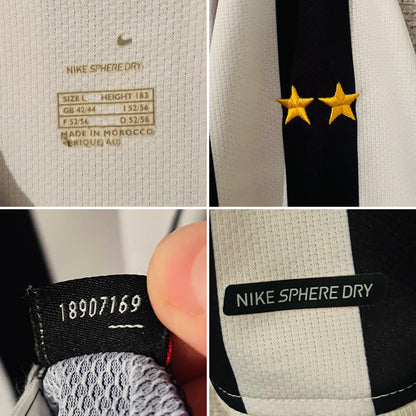 NIKE SPHERE DRY
SIZE L HEIGHT 183
GB 42/44 I 52/56
F 52/56 D 52/56
MADE IN MOROCCO
BRIQUE AU
18907169
NIKE SPHERE DRY